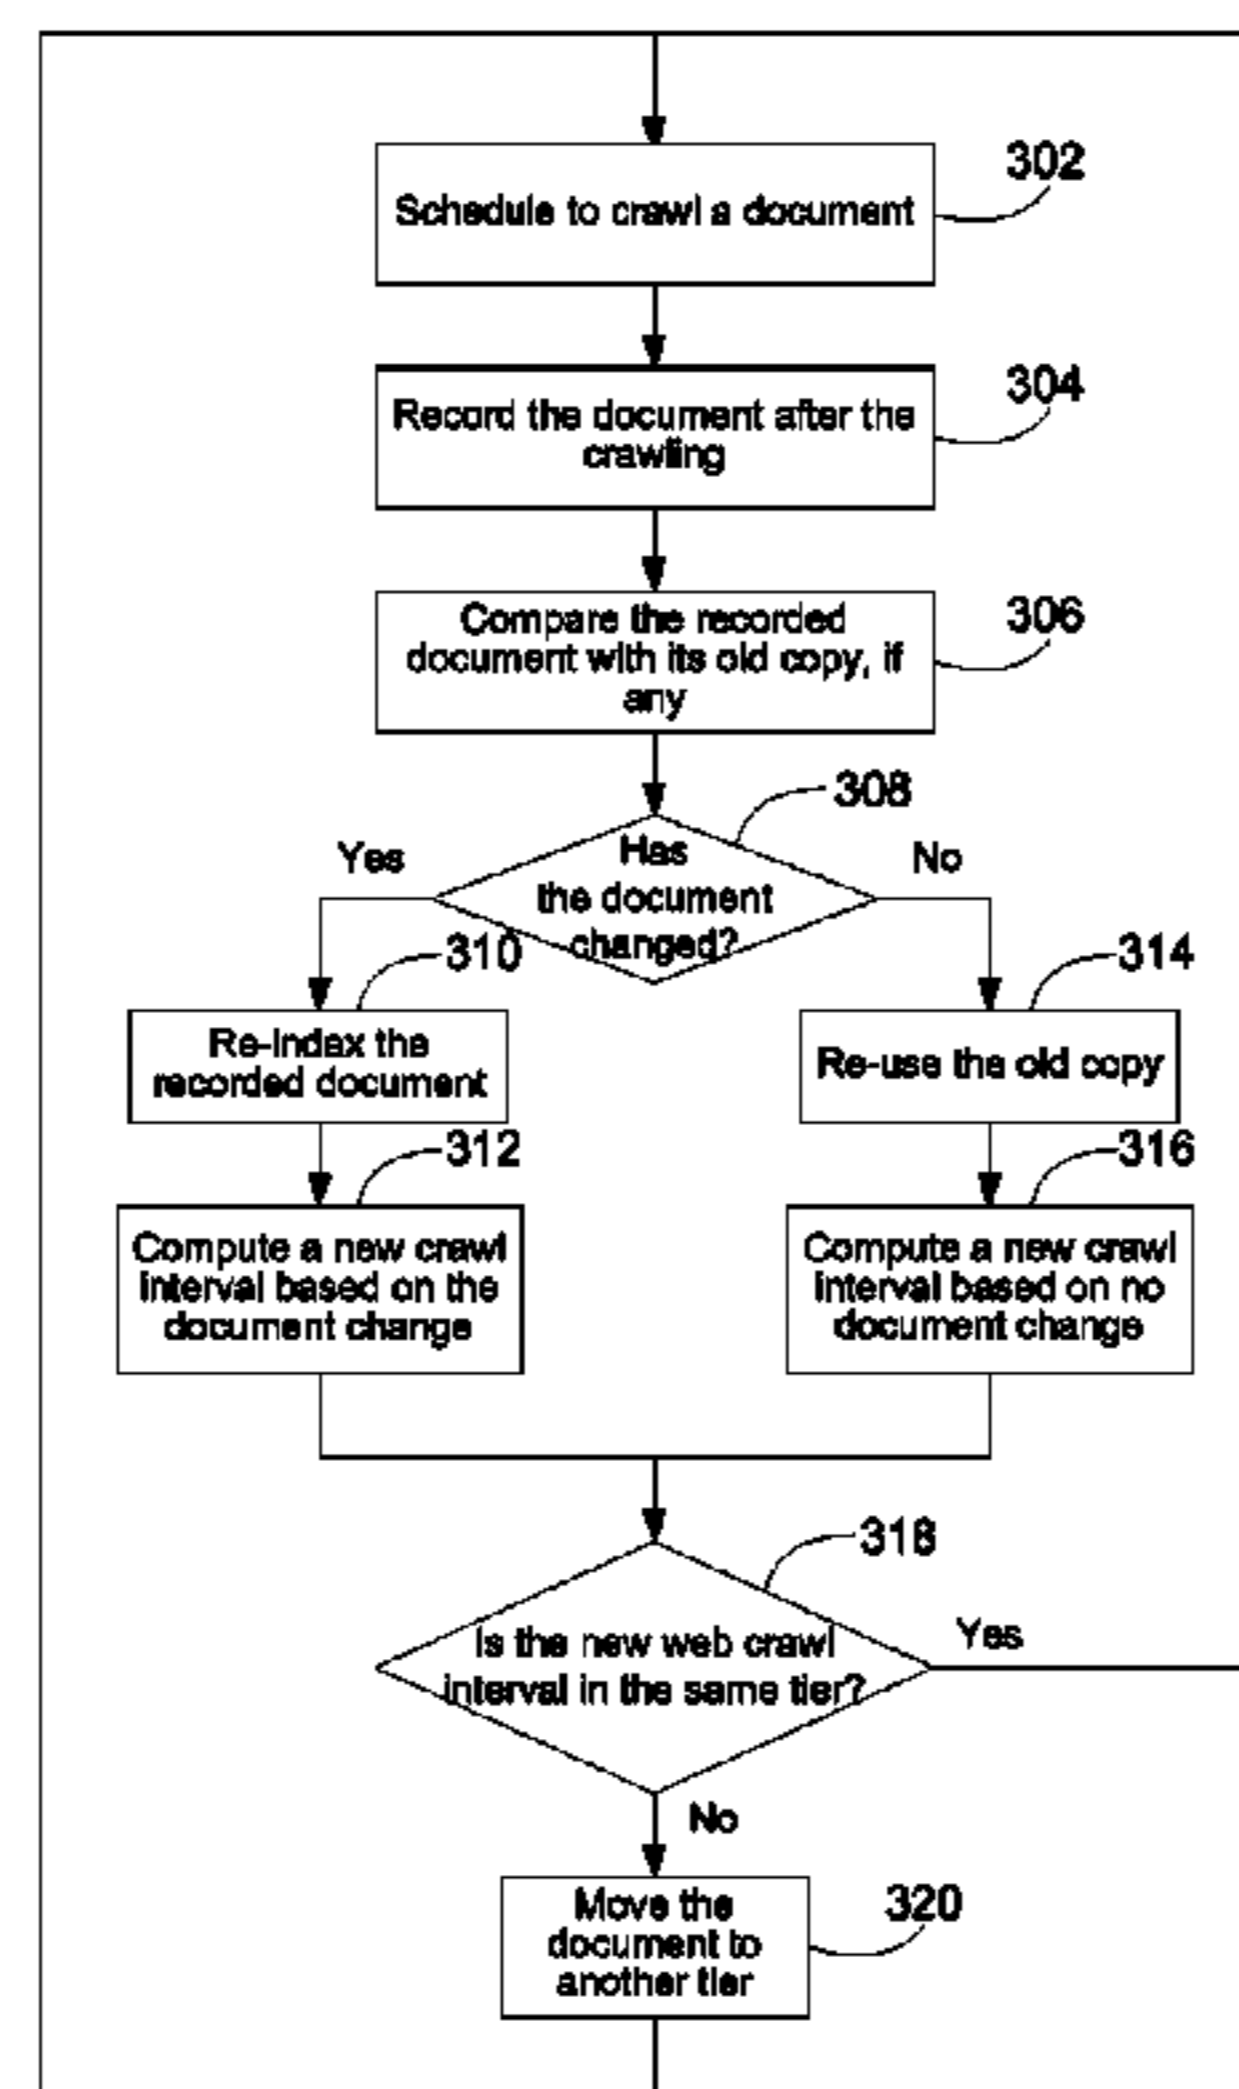 302
Schedule to crawl a document
304
Record the document after the
crawling
306
Compare the recorded
document with its old copy, if
any
308
Yes
Has
No
the document
changed?
310
314
Re-index the
recorded document
Re-use the old copy
312
316
Compute a new crawl
interval based on the
document change
Compute a new crawl
interval based on no
document change
318
Is the new web crawl
interval in the same tier?
Yes
No
320
Move the
document to
another tier